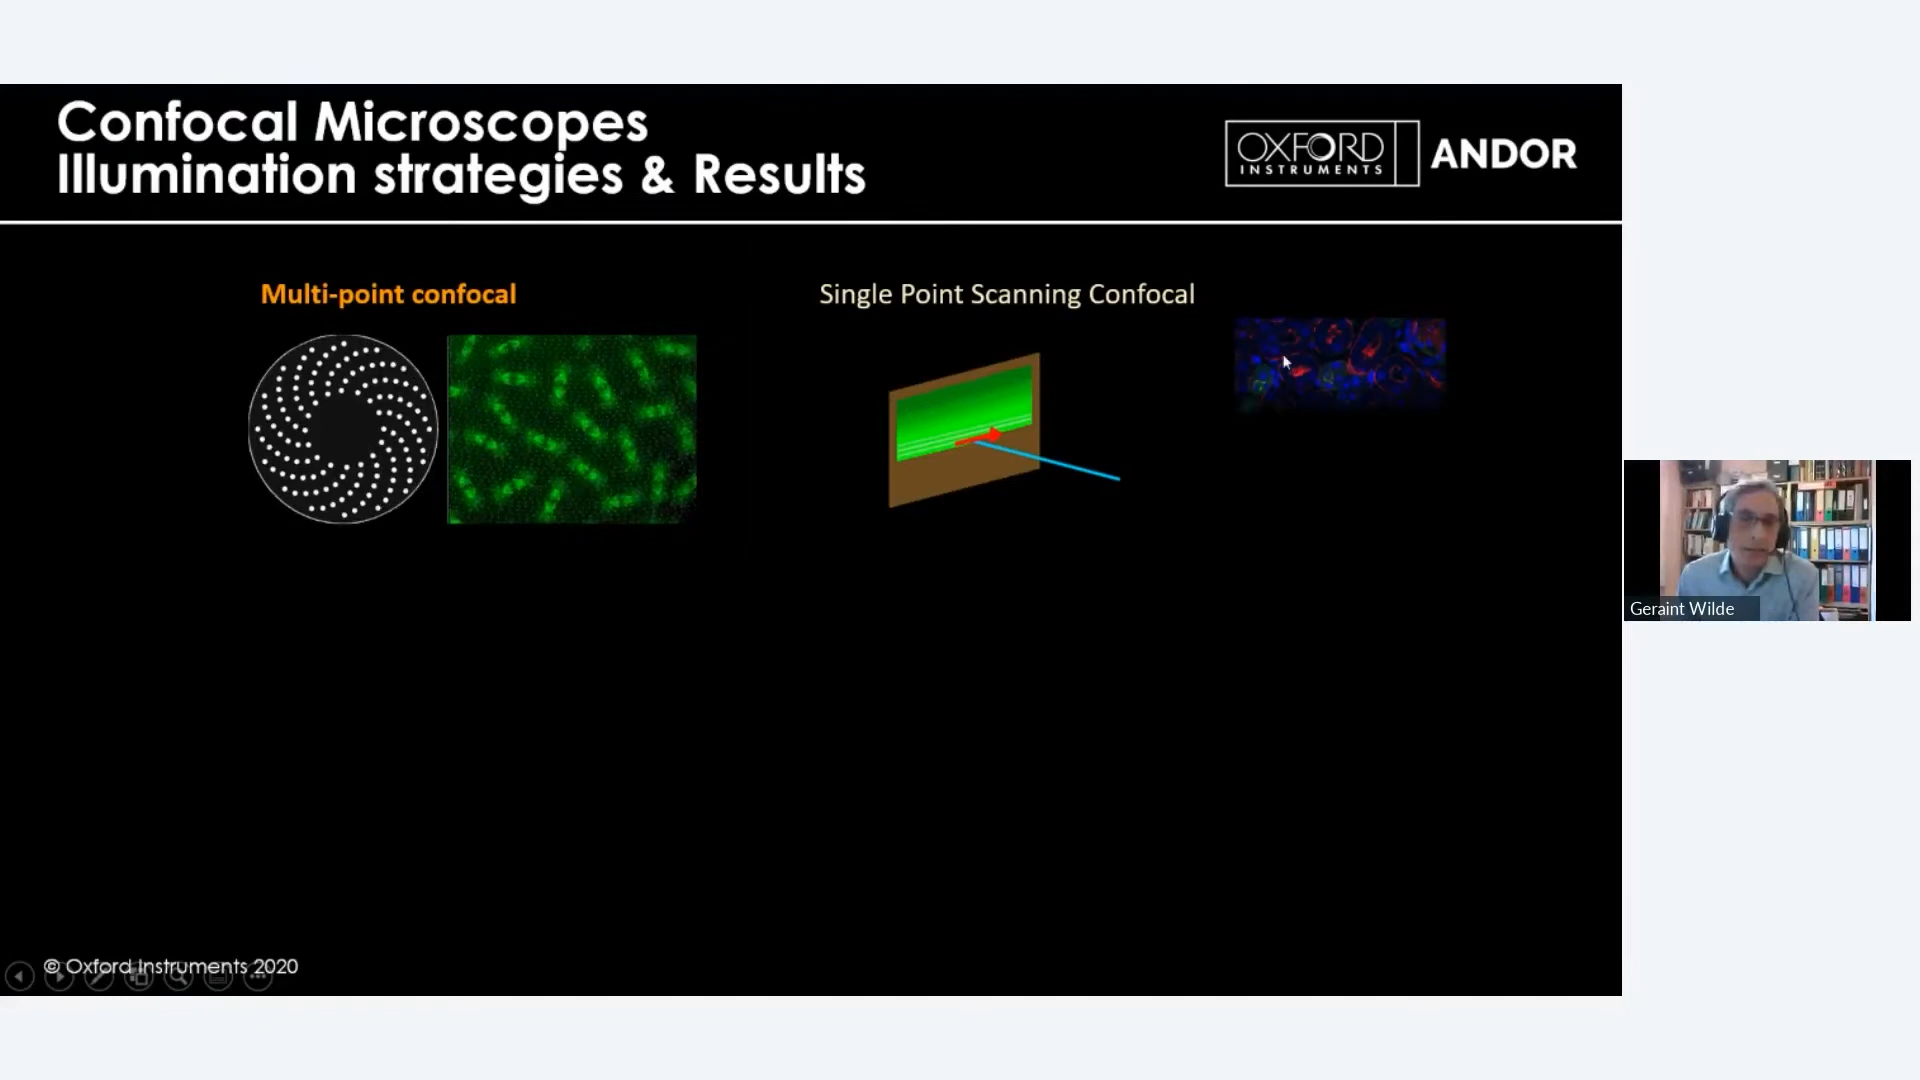 Confocal Microscopes
Illumination strategies & Results
OXFORD
INSTRUMENTS
ANDOR
Multi-point confocal
Single Point Scanning Confocal
Geraint Wilde
© Oxford Instruments 2020